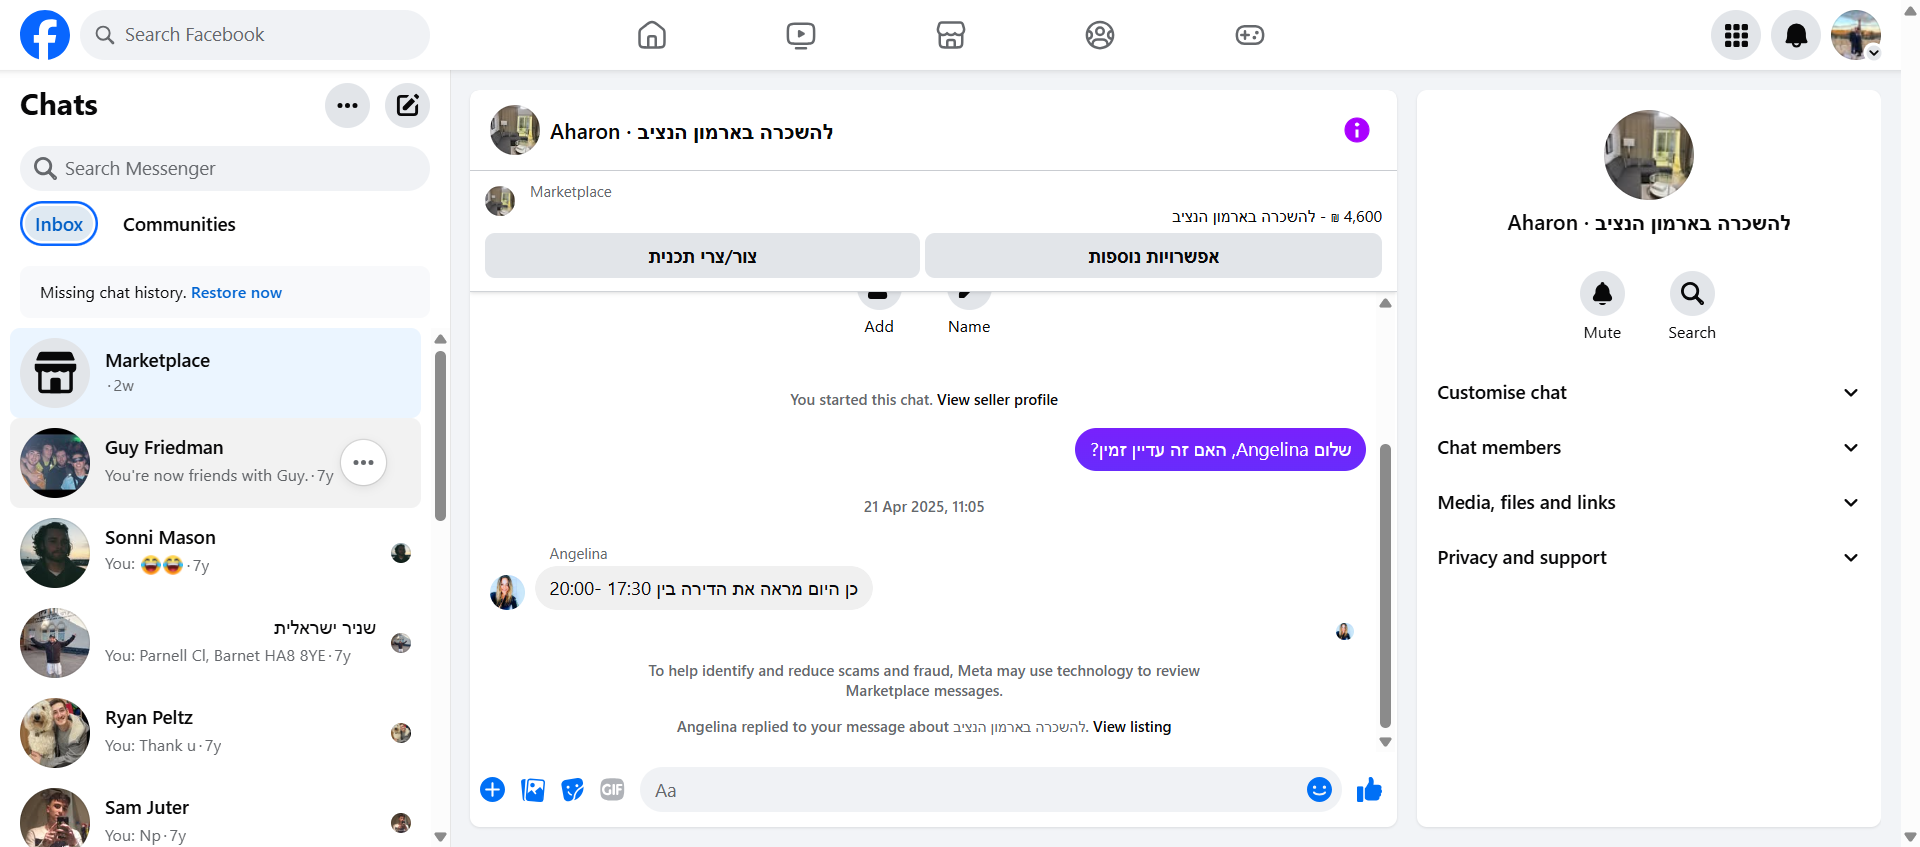 Search Facebook
Chats
Search Messenger
Inbox
Communities
Missing chat history. Restore now
Marketplace
· 2w
Guy Friedman
You're now friends with Guy. · 7y
Sonni Mason
You: 😂😂 · 7y
שניר ישראלית
You: Parnell Cl, Barnet HA8 8YE · 7y
Ryan Peltz
You: Thank u · 7y
Sam Juter
You: Np · 7y
Aharon · להשכרה בארמון הנציב
Marketplace
4,600 ₪ - להשכרה בארמון הנציב
צור/צרי תכנית
אפשרויות נוספות
Add
Name
You started this chat. View seller profile
שלום Angelina, האם זה עדיין זמין?
21 Apr 2025, 11:05
Angelina
כן היום מראה את הדירה בין 17:30 -20:00
To help identify and reduce scams and fraud, Meta may use technology to review
Marketplace messages.
Angelina replied to your message about להשכרה בארמון הנציב. View listing
GIF
Aa
Aharon · להשכרה בארמון הנציב
Mute
Search
Customise chat
Chat members
Media, files and links
Privacy and support